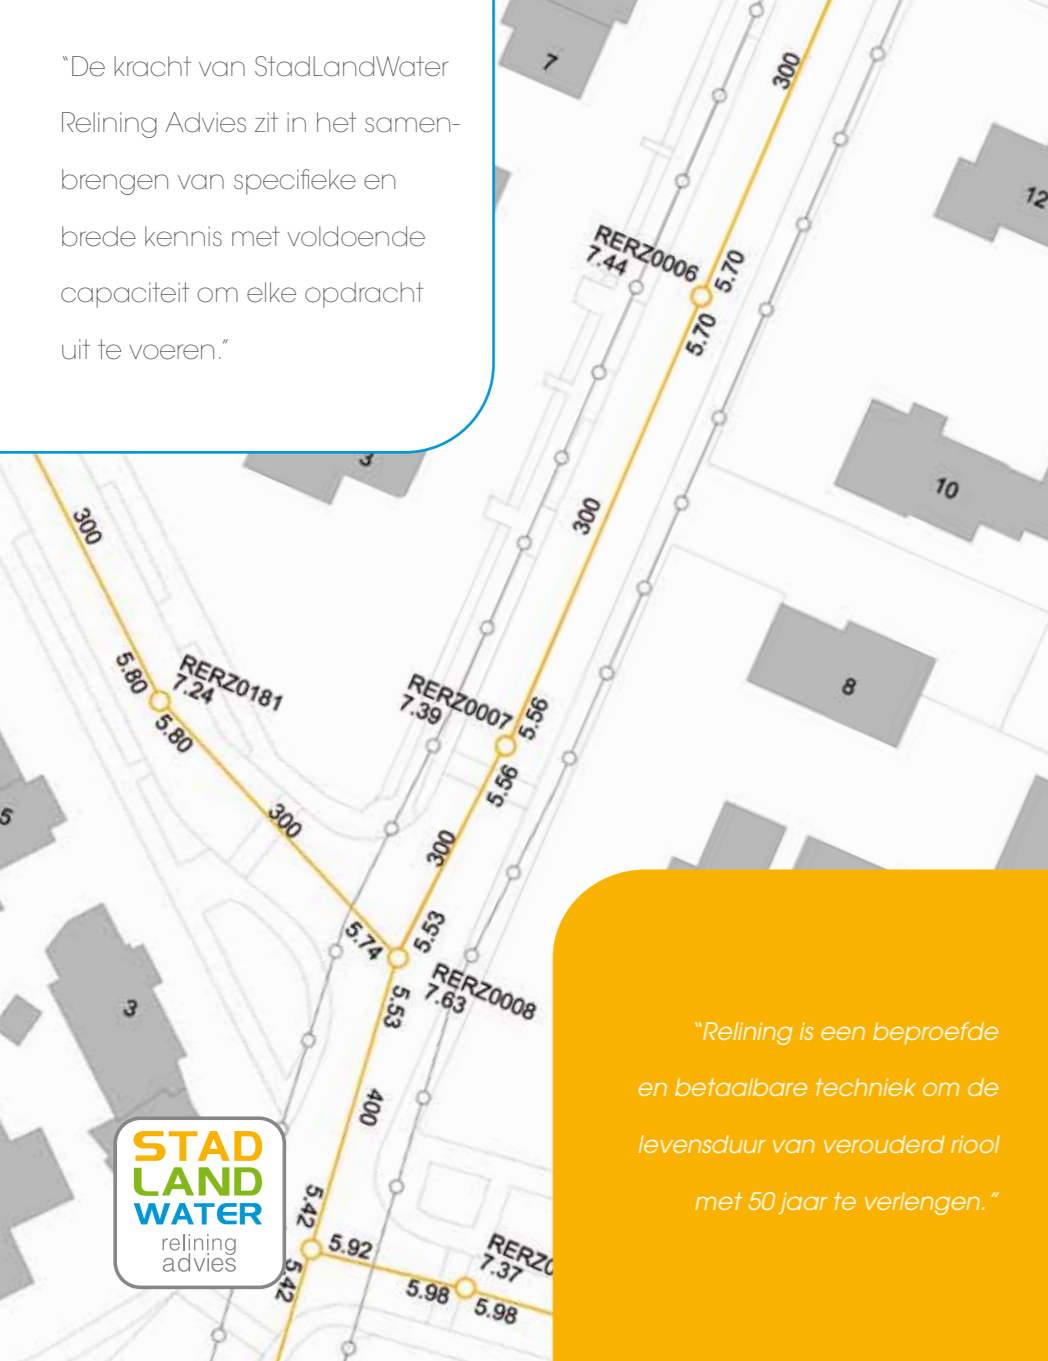 “De kracht van StadLandWater
Relining Advies zit in het samen-
brengen van specifieke en
brede kennis met voldoende
capaciteit om elke opdracht
uit te voeren.”
7
300
12
RERZ0006
7.44
5.70
5.70
3
10
300
300
5.80
RERZ0181
7.24
5.80
RERZ0007
7.39
5.56
5.56
8
5
300
300
5.74
5.53
RERZ0008
7.63
5.53
3
400
“Relining is een beproefde
en betaalbare techniek om de
levensduur van verouderd riool
met 50 jaar te verlengen.”
STAD
LAND
WATER
relining
advies
5.42
5.92
5.42
RERZ0
7.37
5.98
5.98